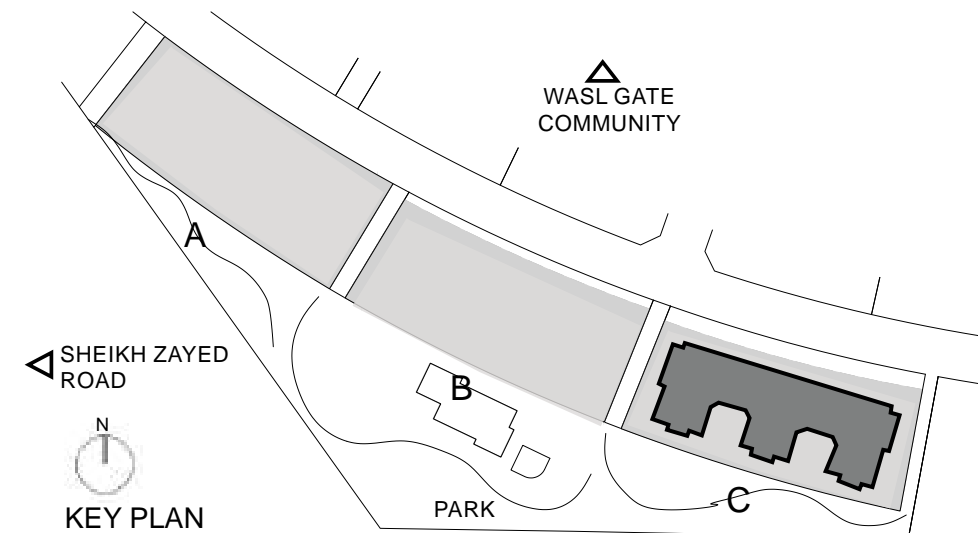 WASL GATE
COMMUNITY
A
SHEIKH ZAYED
ROAD
B
N
C
PARK
KEY PLAN